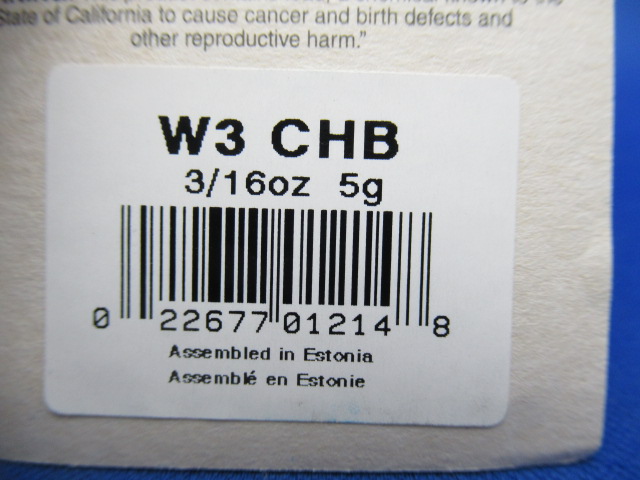 State of California to cause cancer and birth defects and
other reproductive harm."
W3 CHB
3/16oz 5g
0 22677 01214 8
Assembled in Estonia
Assemblé en Estonie